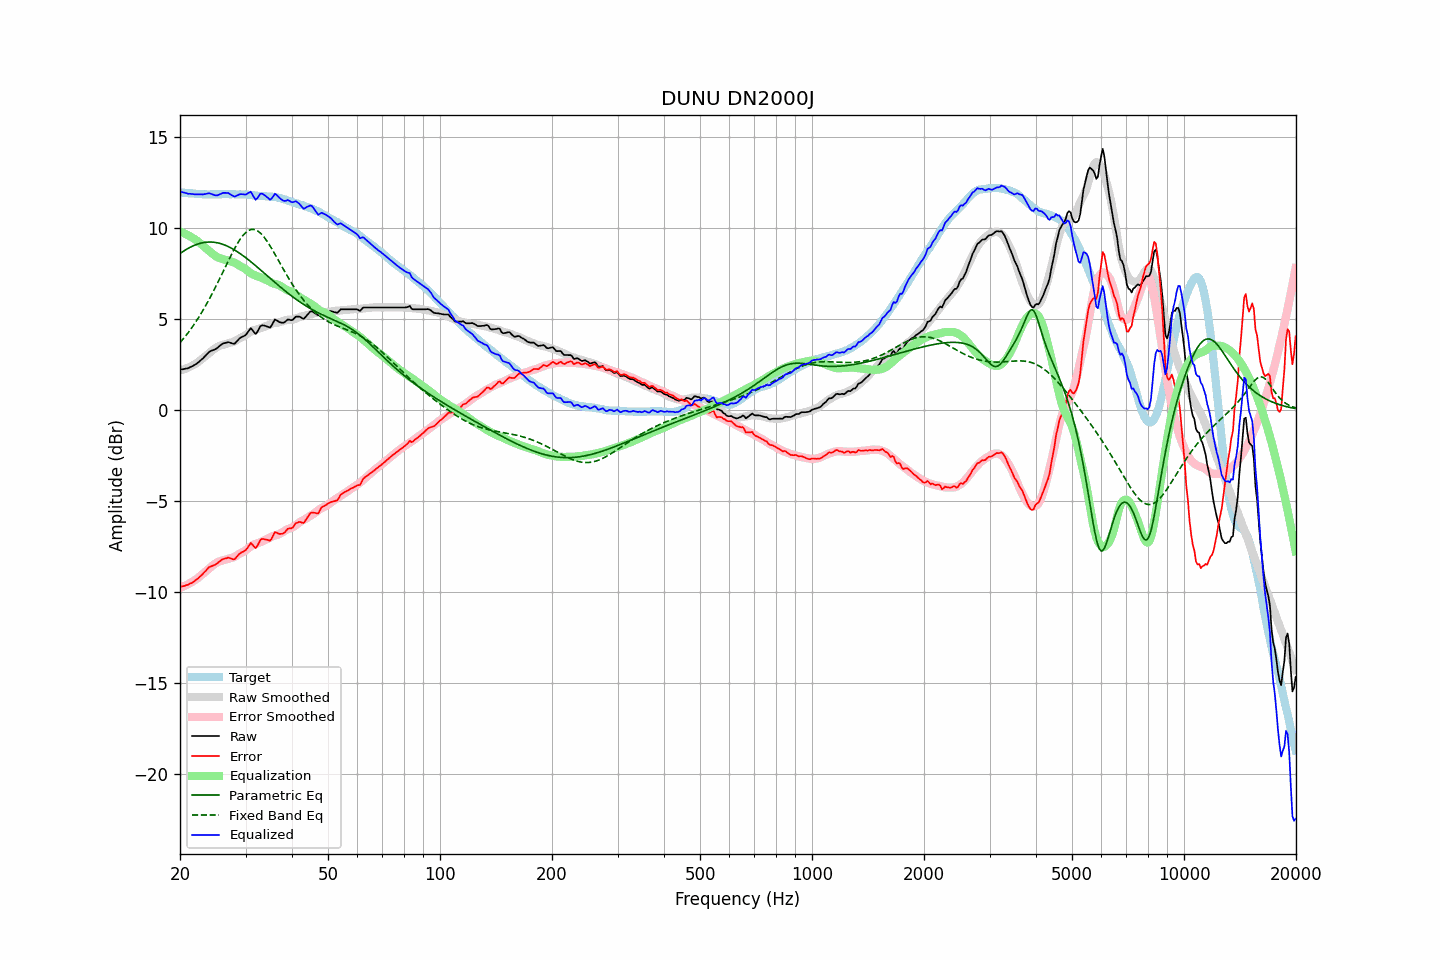 DUNU DN2000J
15
10
5
0
−5
−10
−15
−20
Amplitude (dBr)
Target
Raw Smoothed
Error Smoothed
Raw
Error
Equalization
Parametric Eq
Fixed Band Eq
Equalized
20 50 100 200 500 1000 2000 5000 10000 20000
Frequency (Hz)